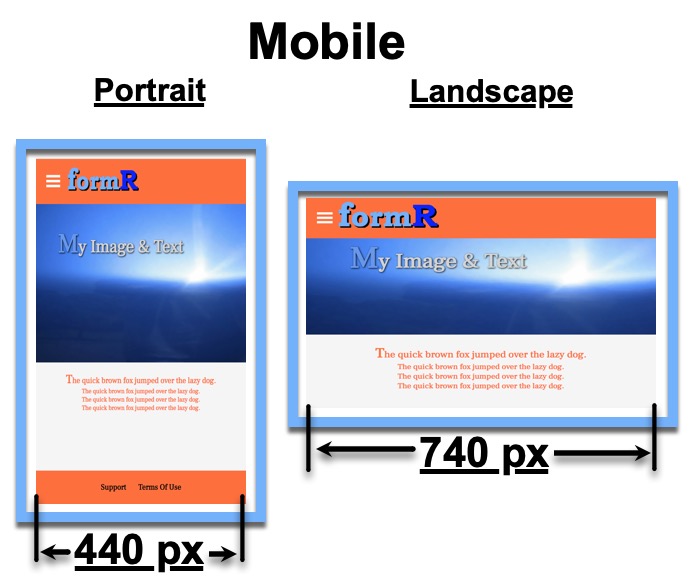 Mobile
Portrait
Landscape
formR
My Image & Text
The quick brown fox jumped over the lazy dog.
The quick brown fox jumped over the lazy dog.
The quick brown fox jumped over the lazy dog.
The quick brown fox jumped over the lazy dog.
Support Terms Of Use
440 px
formR
My Image & Text
The quick brown fox jumped over the lazy dog.
The quick brown fox jumped over the lazy dog.
The quick brown fox jumped over the lazy dog.
The quick brown fox jumped over the lazy dog.
740 px